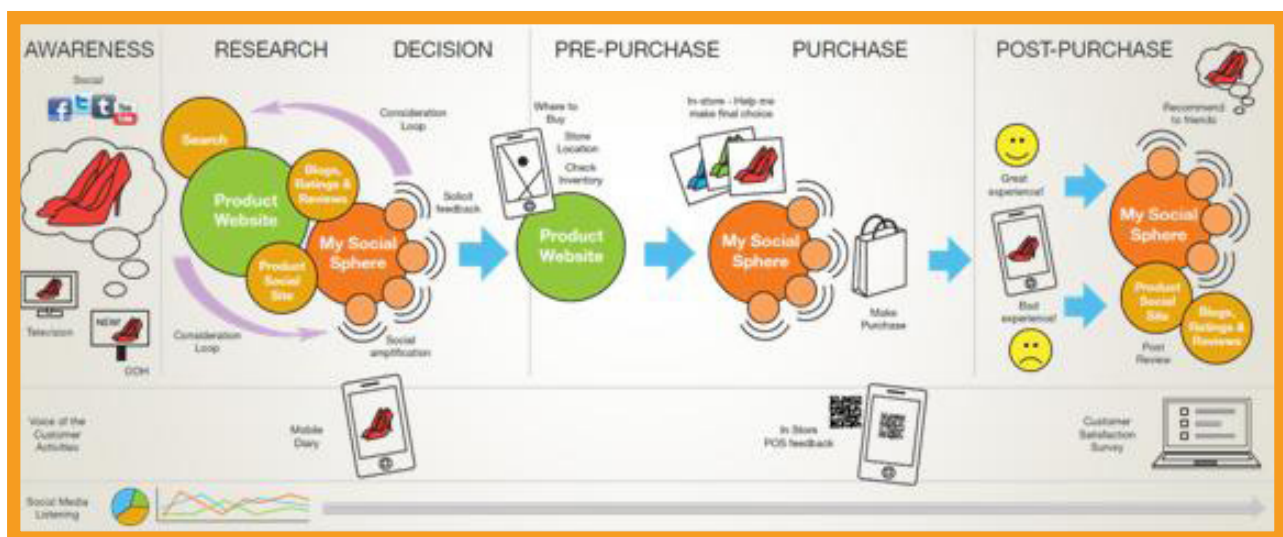 AWARENESS
RESEARCH
DECISION
PRE-PURCHASE
PURCHASE
POST-PURCHASE
Social
f
t
t
You
Tube
Television
NEW!
OOH
Search
Product
Website
Blogs,
Ratings &
Reviews
Product
Social
Site
My Social
Sphere
Consideration
Loop
Consideration
Loop
Solicit
feedback
Social
amplification
Where to
Buy
Store
Location
Check
Inventory
Product
Website
In-store - Help me
make final choice
My Social
Sphere
Make
Purchase
Great
experience!
Bad
experience!
Recommend
to friends
My Social
Sphere
Product
Social
Site
Blogs,
Ratings &
Reviews
Post
Review
Voice of the
Customer
Activities
Mobile
Diary
In Store
POS feedback
Customer
Satisfaction
Survey
Social Media
Listening